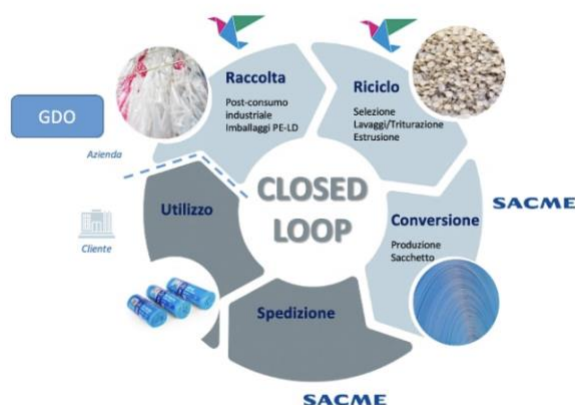 GDO
Azienda
Cliente
Raccolta
Post-consumo
industriale
Imballaggi PE-LD
Riciclo
Selezione
Lavaggi/Triturazione
Estrusione
CLOSED
LOOP
Utilizzo
Conversione
Produzione
Sacchetto
SACME
Spedizione
SACME